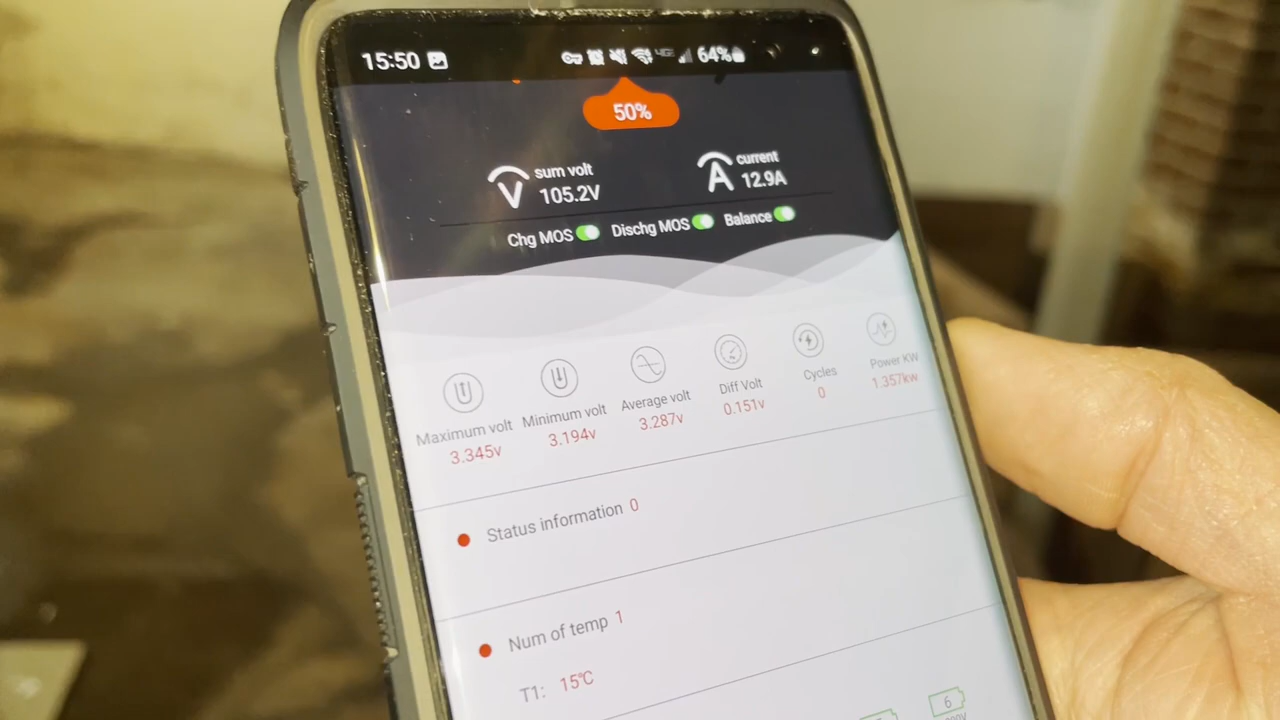 15:50 64%
50%
sum volt
105.2V
current
12.9A
Chg MOS Dischg MOS Balance
Maximum volt Minimum volt Average volt Diff Volt Cycles Power KW
3.345v 3.194v 3.287v 0.151v 0 1.357kw
Status information 0
Num of temp 1
T1: 15℃
6